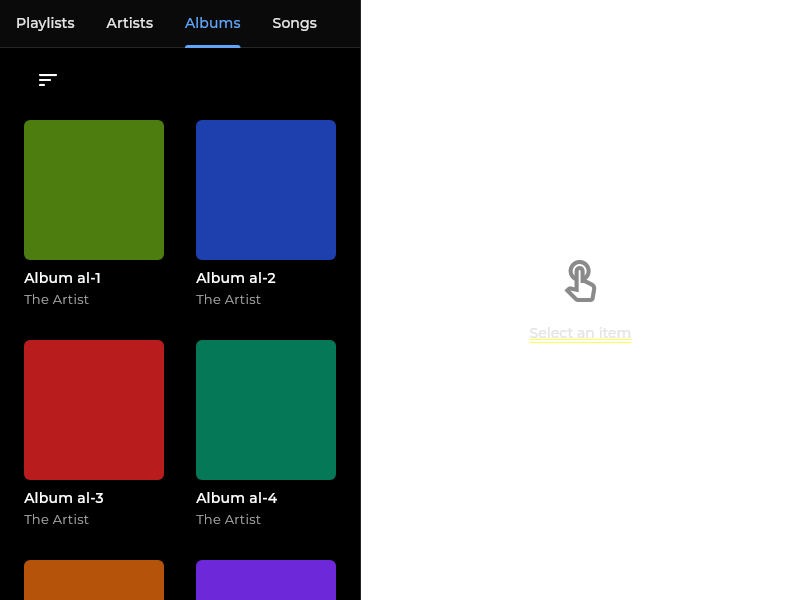 Playlists Artists Albums Songs
Album al-1 Album al-2
The Artist The Artist
Select an item
Album al-3 Album al-4
The Artist The Artist